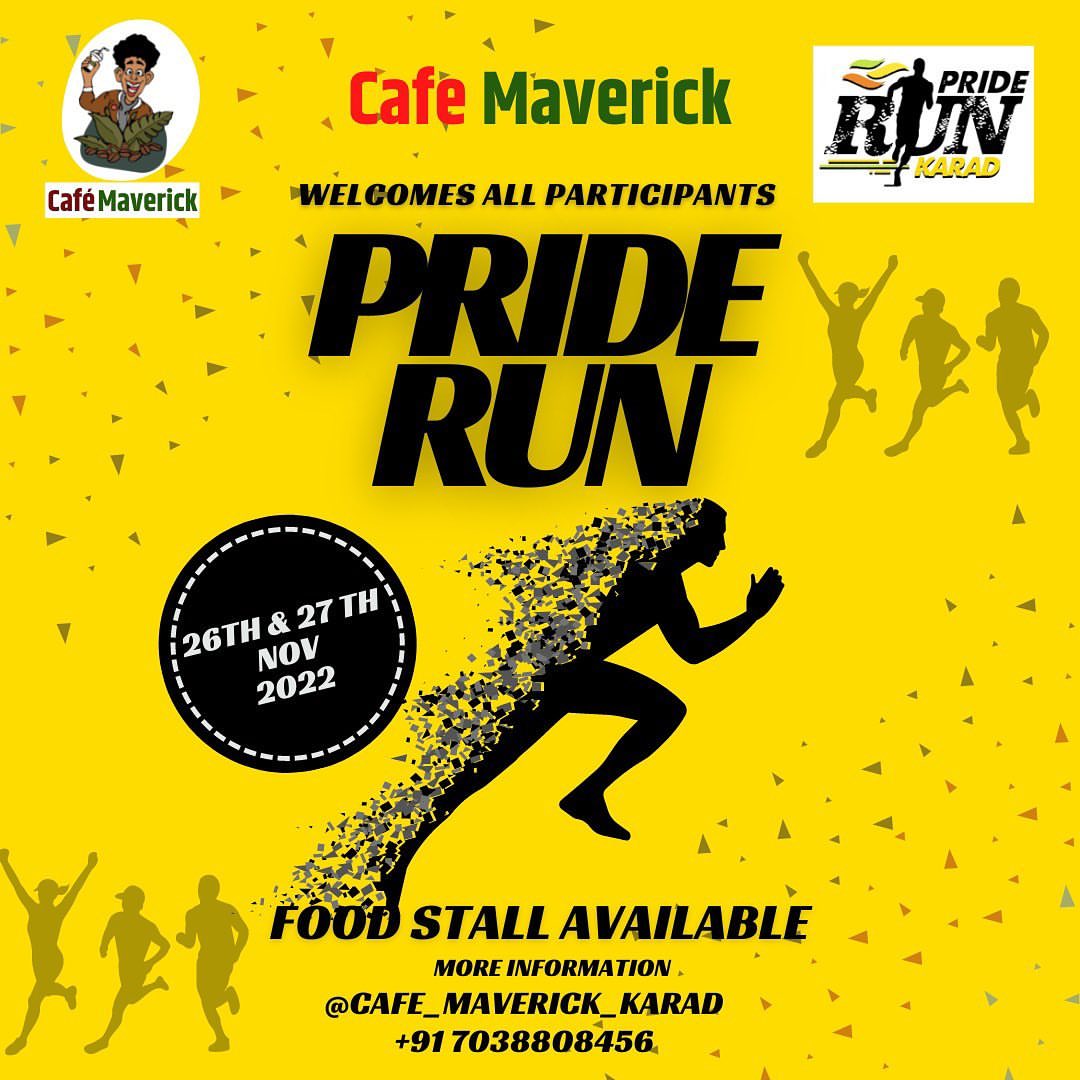 Café Maverick
Cafe Maverick
PRIDE
RUN
KARAD
WELCOMES ALL PARTICIPANTS
PRIDE
RUN
26TH & 27 TH
NOV
2022
FOOD STALL AVAILABLE
MORE INFORMATION
@CAFE_MAVERICK_KARAD
+91 7038808456